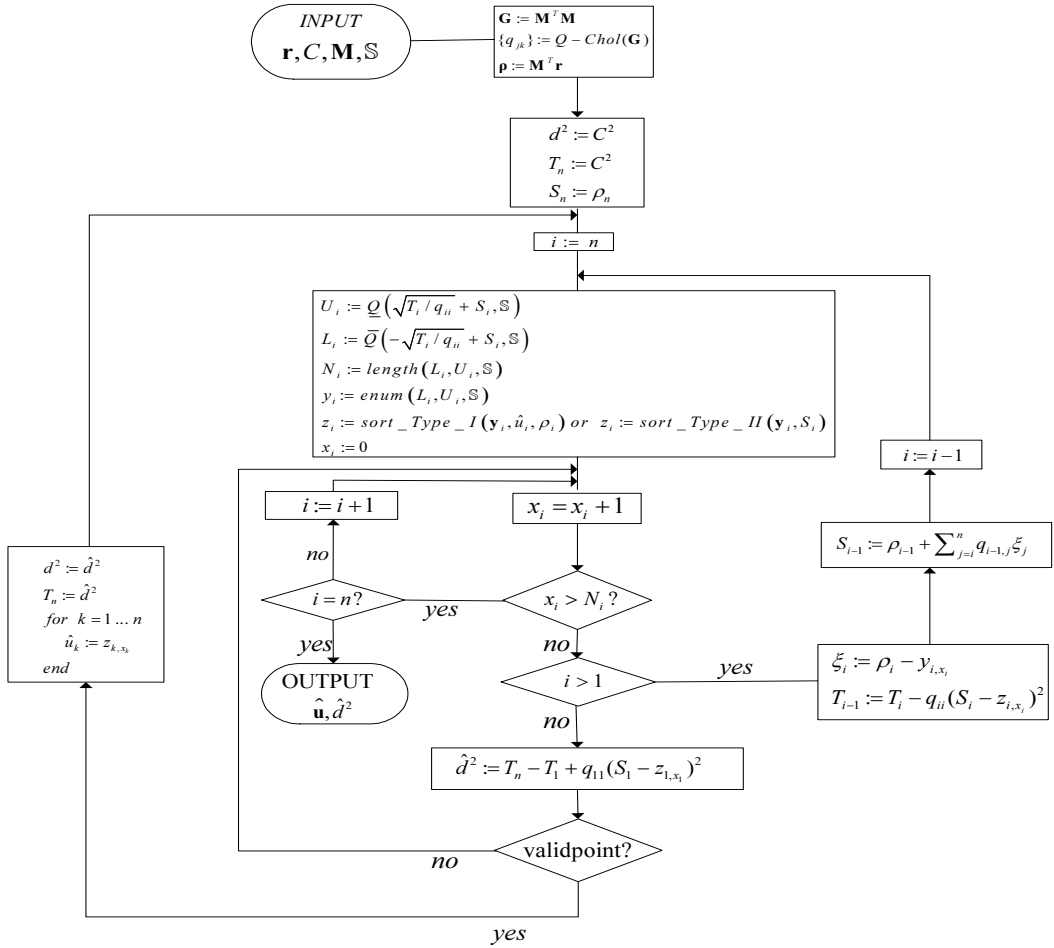 INPUT
r, C, M, 𝕊
G := M^T M
{q_jk} := Q − Chol(G)
ρ := M^T r
d² := C²
T_n := C²
S_n := ρ_n
i := n
U_i := Q̲(√(T_i / q_ii) + S_i, 𝕊)
L_i := Q̄(−√(T_i / q_ii) + S_i, 𝕊)
N_i := length(L_i, U_i, 𝕊)
y_i := enum(L_i, U_i, 𝕊)
z_i := sort_Type_I(y_i, û_i, ρ_i) or z_i := sort_Type_II(y_i, S_i)
x_i := 0
i := i−1
i := i+1
x_i = x_i + 1
S_{i−1} := ρ_{i−1} + ∑_{j=i}^{n} q_{i−1,j} ξ_j
no
d² := d̂²
T_n := d̂²
for k = 1 ... n
û_k := z_{k,x_k}
end
i = n?
yes
x_i > N_i ?
yes
no
OUTPUT
û, d̂²
i > 1
yes
ξ_i := ρ_i − y_{i,x_i}
T_{i−1} := T_i − q_ii(S_i − z_{i,x_i})²
no
d̂² := T_n − T_1 + q_11(S_1 − z_{1,x_1})²
validpoint?
no
yes